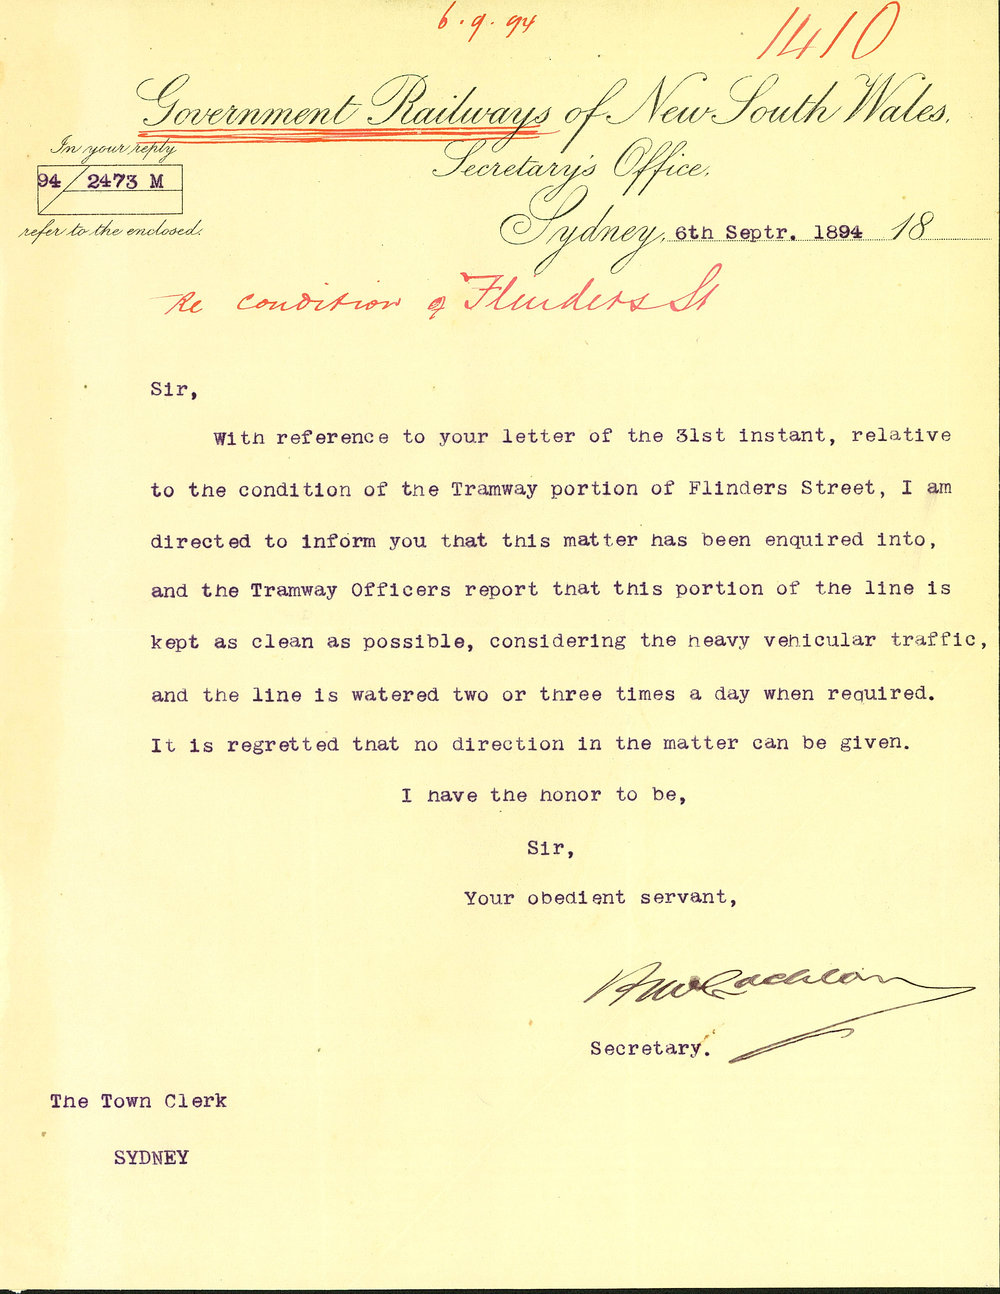 6.9.94
1410
Government Railways of New South Wales.
In your reply
94 / 2473 M
refer to the enclosed.
Secretary's Office,
Sydney, 6th Septr. 1894 18
Re condition of Flinders St
Sir,
With reference to your letter of the 31st instant, relative
to the condition of the Tramway portion of Flinders Street, I am
directed to inform you that this matter has been enquired into,
and the Tramway Officers report that this portion of the line is
kept as clean as possible, considering the heavy vehicular traffic,
and the line is watered two or three times a day when required.
It is regretted that no direction in the matter can be given.
I have the honor to be,
Sir,
Your obedient servant,
H McLachlan
Secretary.
The Town Clerk
SYDNEY